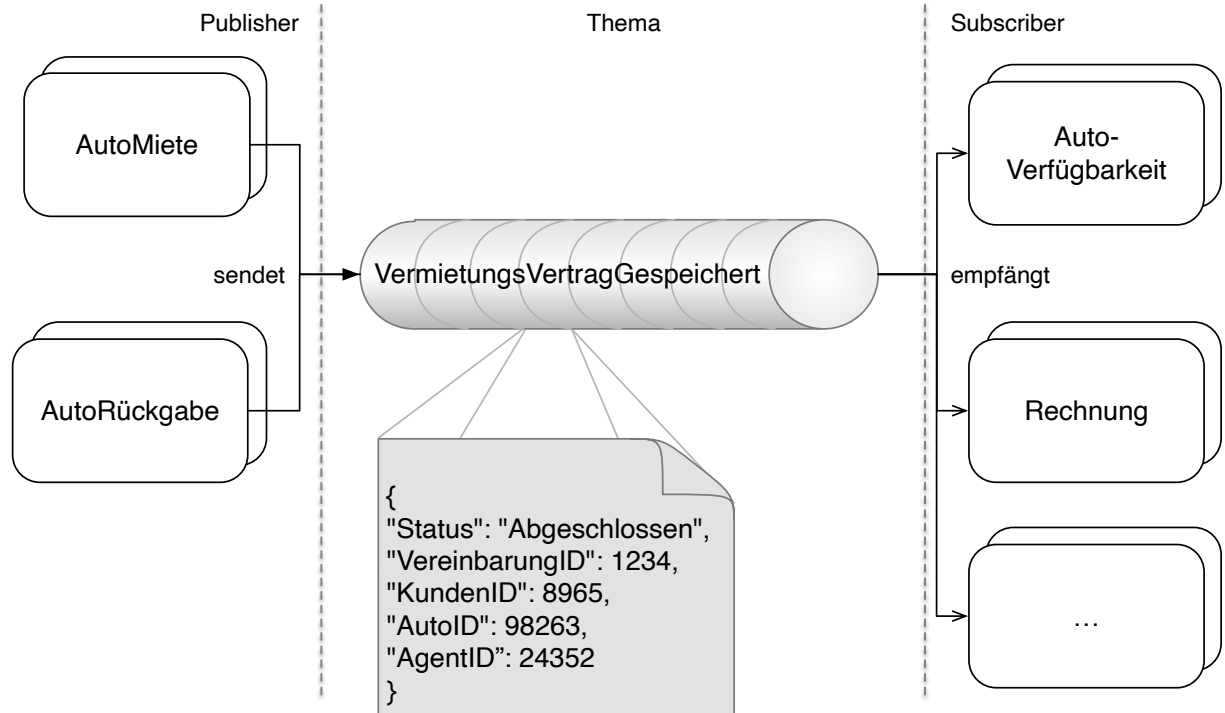 Publisher
Thema
Subscriber
AutoMiete
Auto-
Verfügbarkeit
sendet
VermietungsVertragGespeichert
empfängt
AutoRückgabe
Rechnung
{
"Status": "Abgeschlossen",
"VereinbarungID": 1234,
"KundenID": 8965,
"AutoID": 98263,
"AgentID”: 24352
}
…